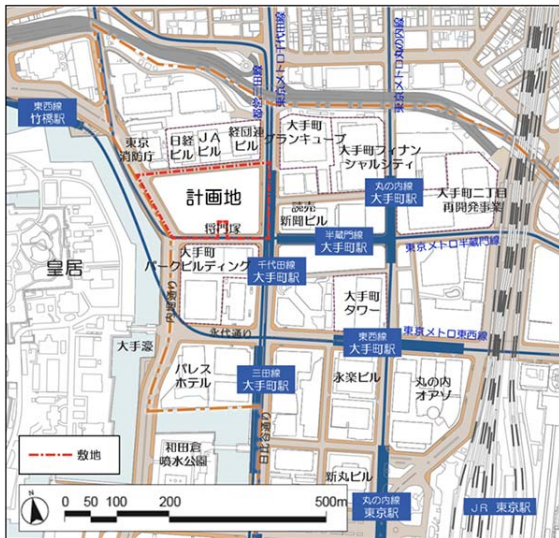 都営三田線
東京メトロ千代田線
東京メトロ丸の内線
東西線
竹橋駅
東京
消防庁
日経
ビル
JA
ビル
経団連
ビル
大手町
グランキューブ
大手町フィナン
シャルシティ
丸の内線
大手町駅
大手町二丁目
再開発事業
計画地
将門塚
読売
新聞ビル
半蔵門線
大手町駅
東京メトロ半蔵門線
皇居
大手町
パークビルディング
千代田線
大手町駅
大手町
タワー
内堀通り
永代通り
東西線
大手町駅
東京メトロ東西線
大手濠
パレス
ホテル
三田線
大手町駅
永楽ビル
丸の内
オアゾ
日比谷通り
和田倉
噴水公園
新丸ビル
丸の内線
東京駅
JR 東京駅
敷地
N
0 50 100 200 500m